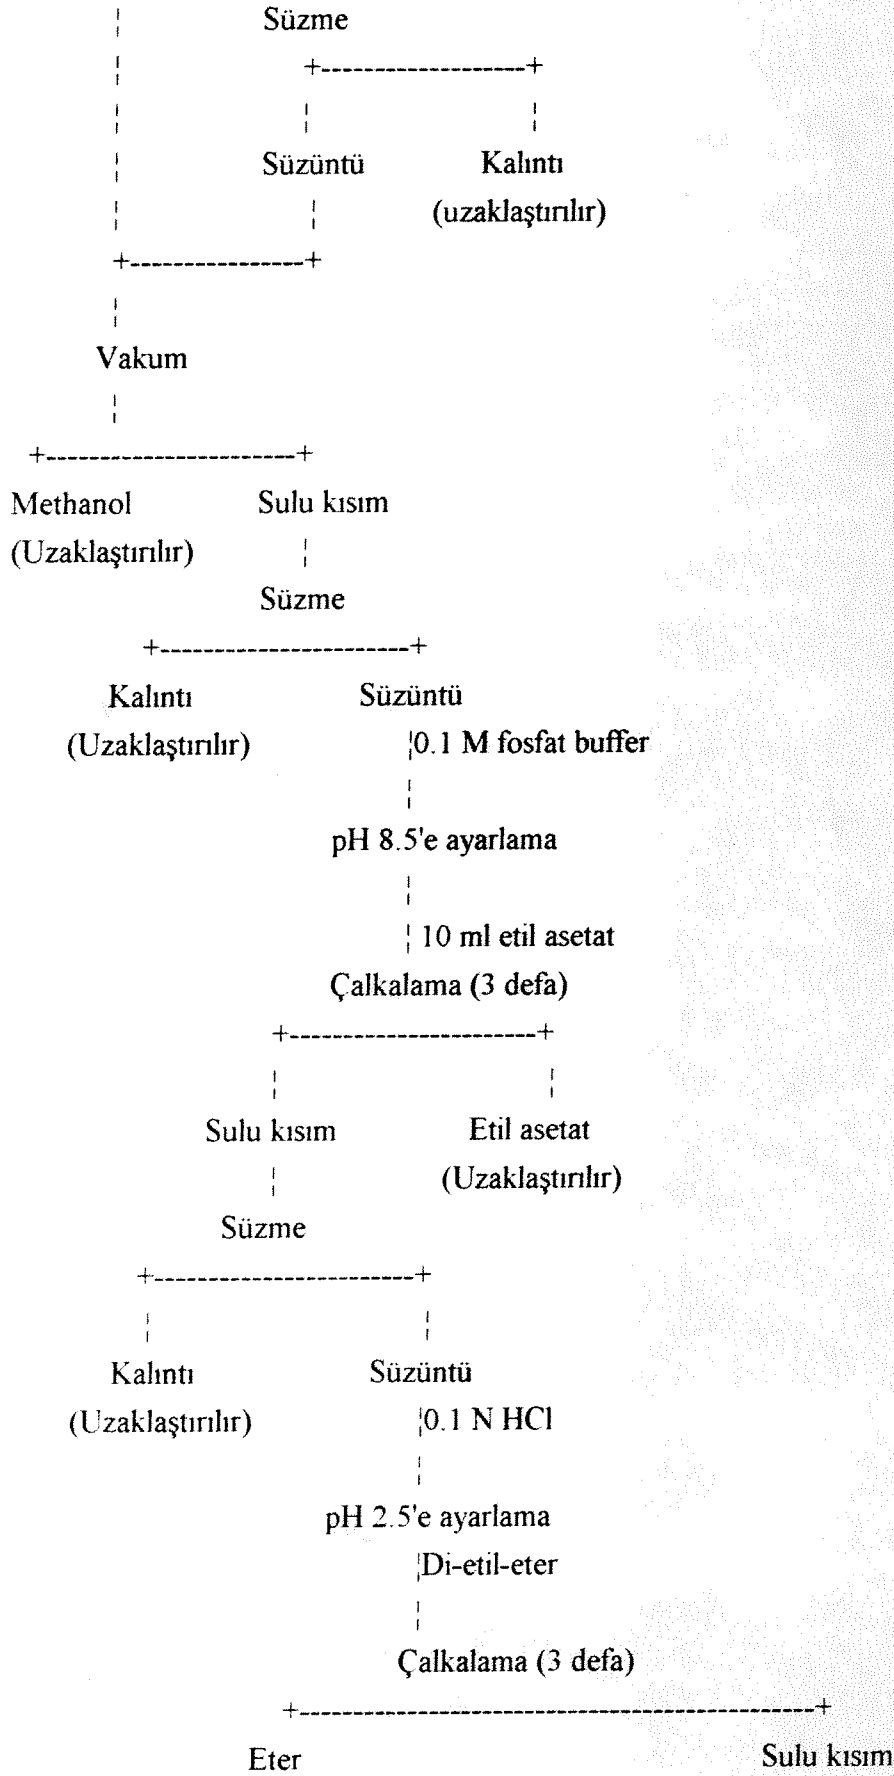 Süzme
Süzüntü Kalıntı
(uzaklaştırılır)
Vakum
Methanol Sulu kısım
(Uzaklaştırılır)
Süzme
Kalıntı Süzüntü
(Uzaklaştırılır) 0.1 M fosfat buffer
pH 8.5'e ayarlama
10 ml etil asetat
Çalkalama (3 defa)
Sulu kısım Etil asetat
(Uzaklaştırılır)
Süzme
Kalıntı Süzüntü
(Uzaklaştırılır) 0.1 N HCl
pH 2.5'e ayarlama
Di-etil-eter
Çalkalama (3 defa)
Eter Sulu kısım